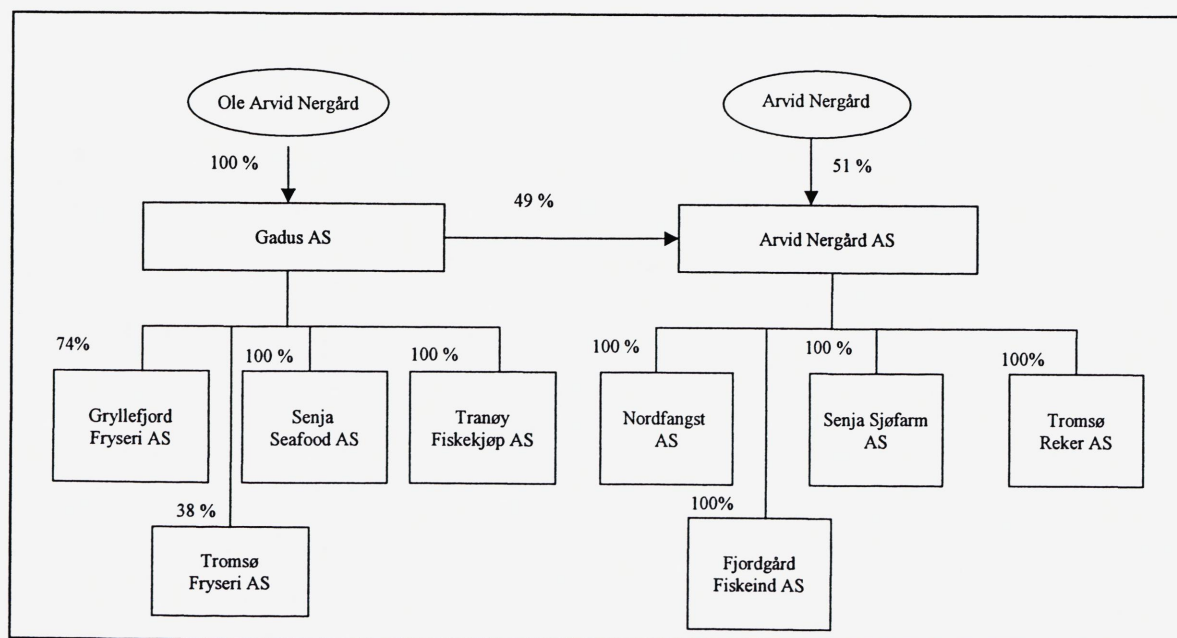 Ole Arvid Nergård
Arvid Nergård
100 %
51 %
49 %
Gadus AS
Arvid Nergård AS
74%
100 %
100 %
100 %
100 %
100%
Gryllefjord
Fryseri AS
Senja
Seafood AS
Tranøy
Fiskekjøp AS
Nordfangst
AS
Senja Sjøfarm
AS
Tromsø
Reker AS
38 %
100%
Tromsø
Fryseri AS
Fjordgård
Fiskeind AS